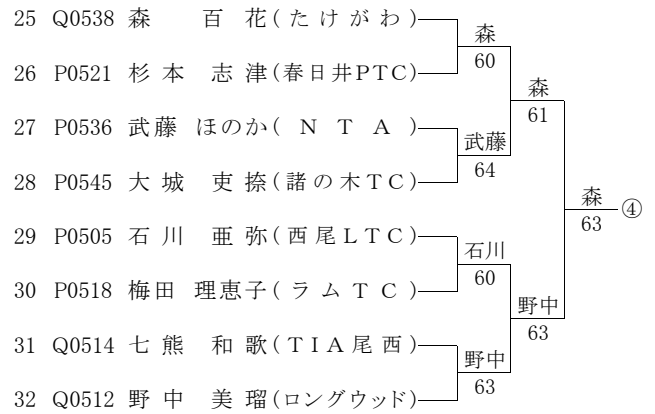 25 Q0538 森 百 花(たけがわ)
森
60
26 P0521 杉 本 志 津(春日井PTC)
森
61
27 P0536 武藤 ほのか( N T A )
武藤
64
28 P0545 大 城 吏 捺(諸の木TC)
森
63 ④
29 P0505 石 川 亜 弥(西尾LTC)
石川
60
30 P0518 梅田 理恵子(ラムTC)
野中
63
31 Q0514 七 熊 和 歌(TIA尾西)
野中
63
32 Q0512 野 中 美 瑠(ロングウッド)